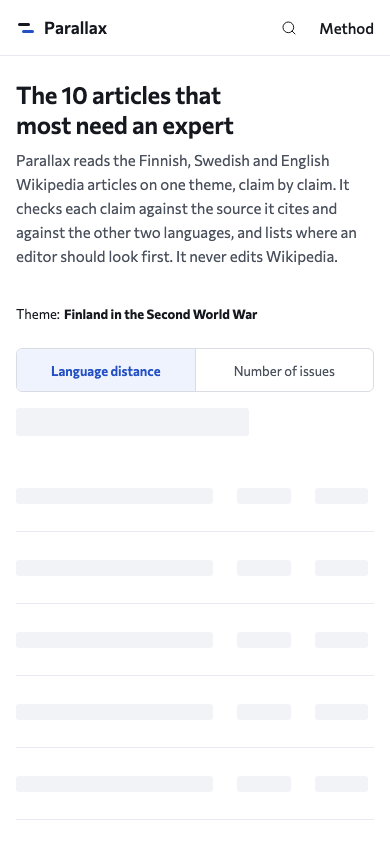 Parallax
Method
The 10 articles that
most need an expert
Parallax reads the Finnish, Swedish and English
Wikipedia articles on one theme, claim by claim. It
checks each claim against the source it cites and
against the other two languages, and lists where an
editor should look first. It never edits Wikipedia.
Theme: Finland in the Second World War
Language distance
Number of issues